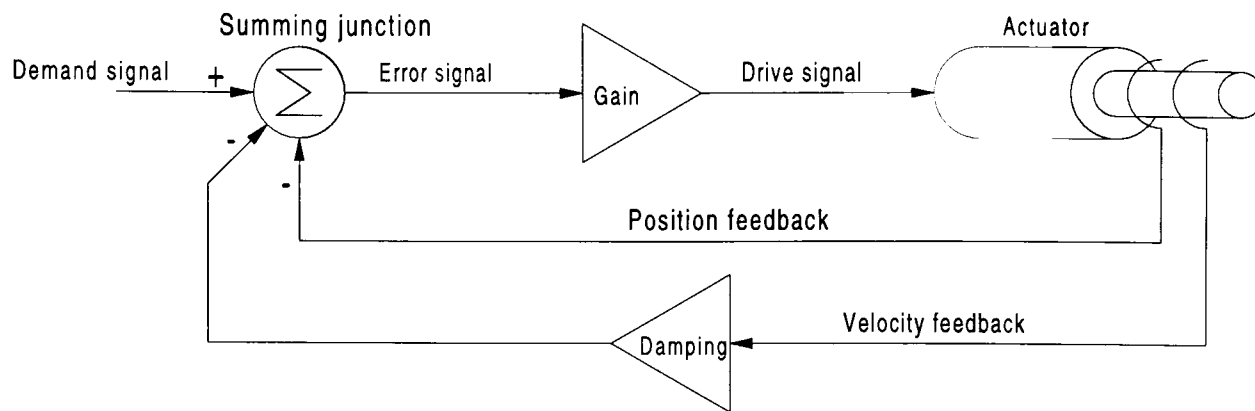 Summing junction
Actuator
Demand signal
+
Σ
Error signal
Gain
Drive signal
-
-
Position feedback
Damping
Velocity feedback